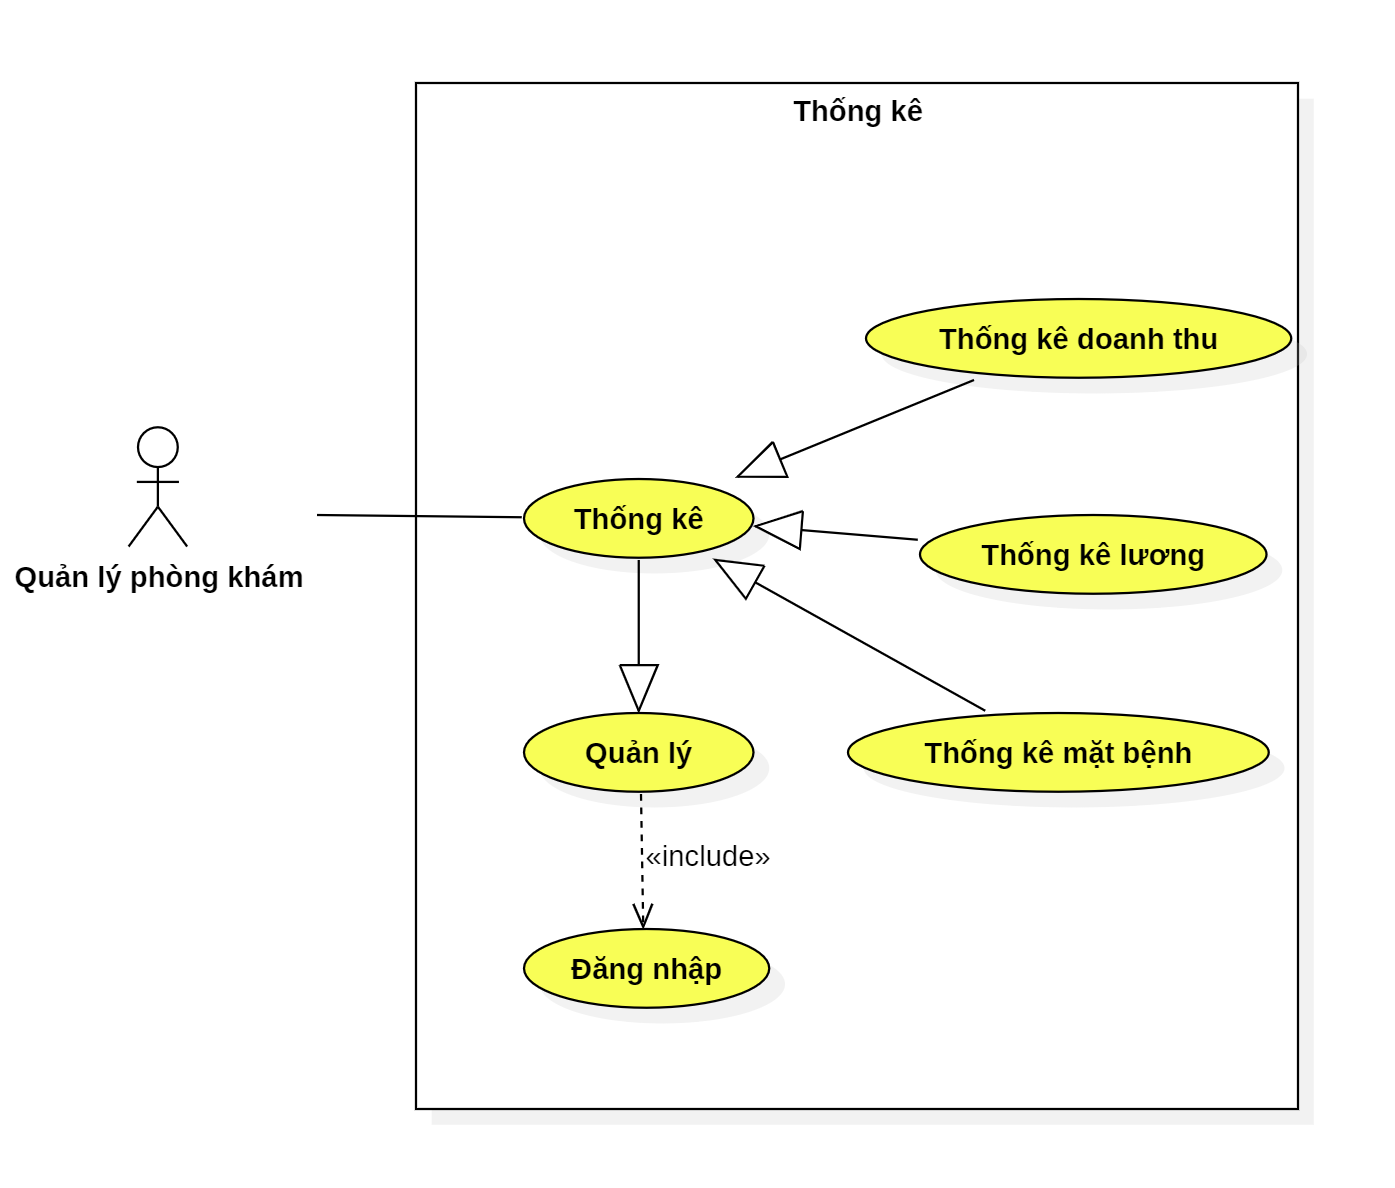 Thống kê
Thống kê doanh thu
Thống kê
Thống kê lương
Quản lý phòng khám
Quản lý
Thống kê mặt bệnh
«include»
Đăng nhập